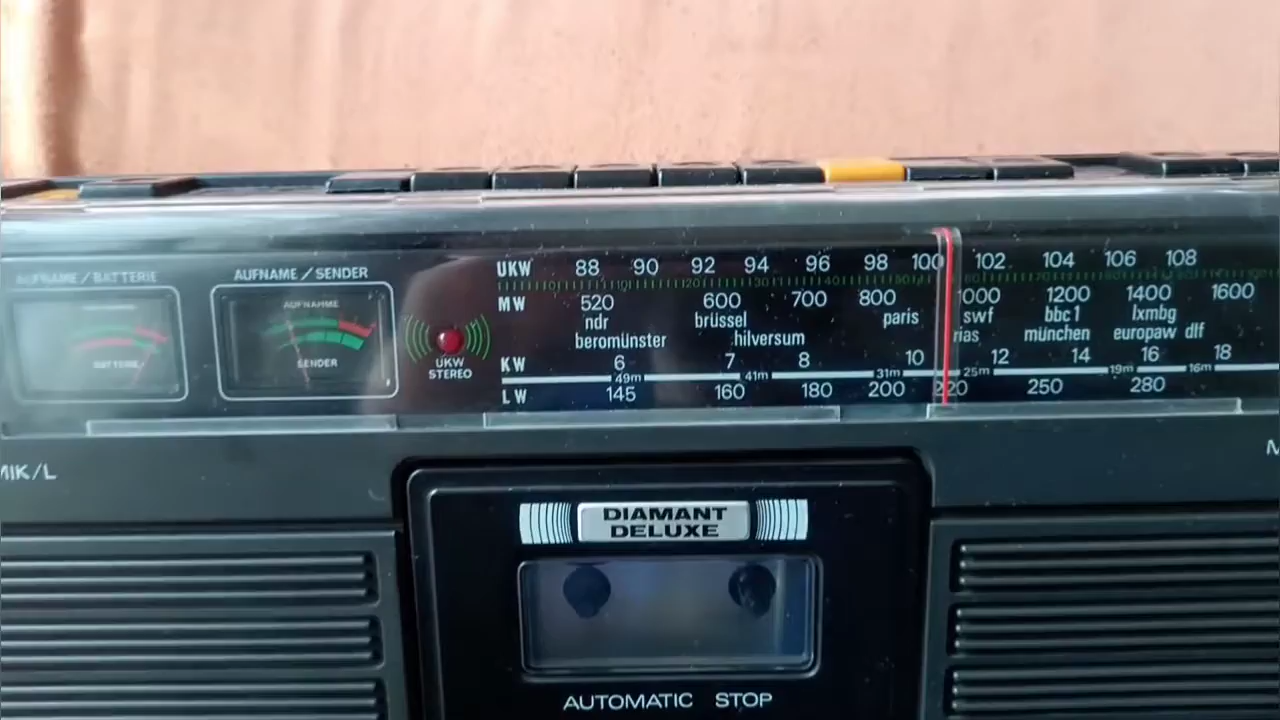 AUFNAME / BATTERIE
BATTERIE
AUFNAME / SENDER
AUFNAHME
SENDER
UKW
STEREO
UKW 88 90 92 94 96 98 100 102 104 106 108
MW 520 600 700 800 1000 1200 1400 1600
ndr brüssel paris swf bbc1 lxmbg
beromünster hilversum rias münchen europaw dlf
KW 6 7 8 10 12 14 16 18
49m 41m 31m 25m 19m 16m
LW 145 160 180 200 220 250 280
MIK/L
DIAMANT
DELUXE
AUTOMATIC STOP